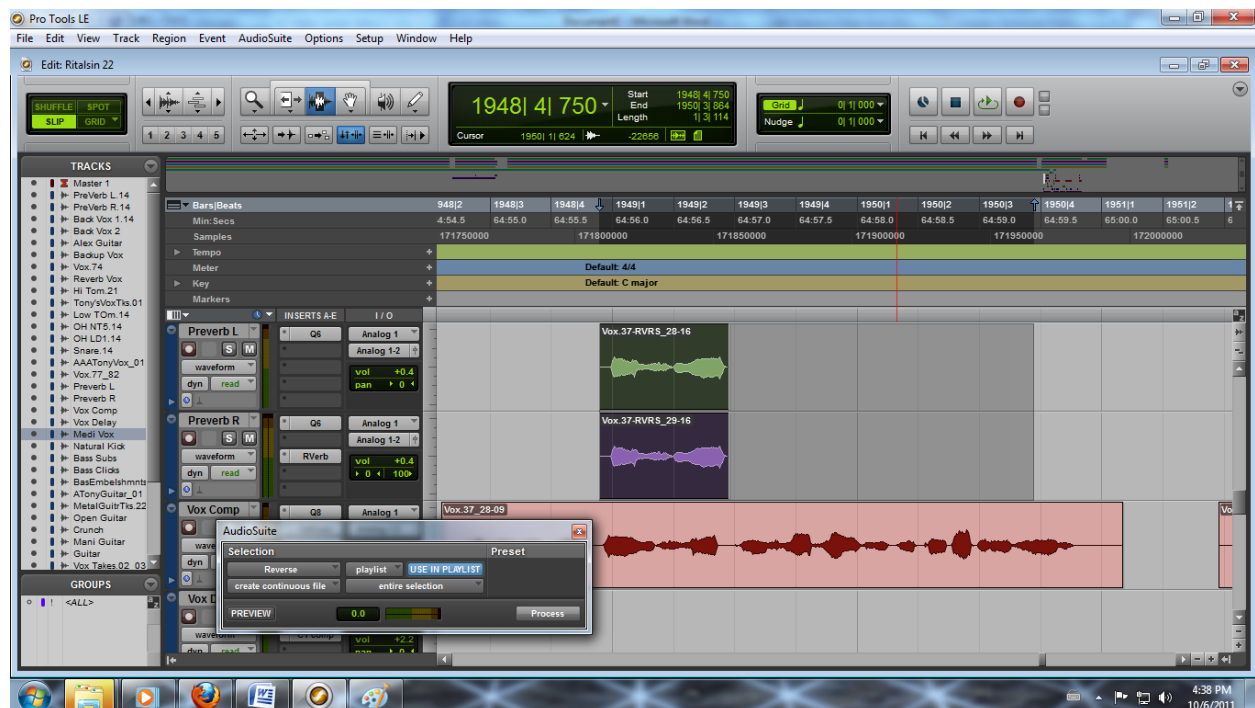 Pro Tools LE
File Edit View Track Region Event AudioSuite Options Setup Window Help
Edit: Ritalsin 22
SHUFFLE SPOT
SLIP GRID
1 2 3 4 5
1948| 4| 750
Start 1948| 4| 750
End 1950| 3| 864
Length 1| 3| 114
Cursor 1950| 1| 624 -22656
Grid 0| 1| 000
Nudge 0| 1| 000
TRACKS
Master 1
PreVerb L.14
PreVerb R.14
Back Vox 1.14
Back Vox 2
Alex Guitar
Backup Vox
Vox.74
Reverb Vox
Hi Tom.21
Tony'sVoxTks.01
Low TOm.14
OH NT5.14
OH LD1.14
Snare.14
AAATonyVox_01
Vox.77_82
Preverb L
Preverb R
Vox Comp
Vox Delay
Medi Vox
Natural Kick
Bass Subs
Bass Clicks
BasEmbelshmnts
ATonyGuitar_01
MetalGuitrTks.22
Open Guitar
Crunch
Mani Guitar
Guitar
Vox Takes.02_03
GROUPS
! <ALL>
Bars|Beats 948|2 1948|3 1948|4 1949|1 1949|2 1949|3 1949|4 1950|1 1950|2 1950|3 1950|4 1951|1 1951|2 1
Min:Secs 4:54.5 64:55.0 64:55.5 64:56.0 64:56.5 64:57.0 64:57.5 64:58.0 64:58.5 64:59.0 64:59.5 65:00.0 65:00.5 6
Samples 171750000 171800000 171850000 171900000 171950000 172000000
Tempo
Meter Default: 4/4
Key Default: C major
Markers
INSERTS A-E I / O
Preverb L Q6 Analog 1
S M Analog 1-2
waveform vol +0.4
dyn read pan 0
Vox.37-RVRS_28-16
Preverb R Q6 Analog 1
S M Analog 1-2
waveform RVerb vol +0.4
dyn read 0 100
Vox.37-RVRS_29-16
Vox Comp Q8 Analog 1
wave
dyn
Vox.37_28-09
Vo
AudioSuite
Selection Preset
Reverse playlist USE IN PLAYLIST
create continuous file entire selection
PREVIEW 0.0 Process
Vox D
waveform C1 comp vol +2.2
dyn read pan 0
4:38 PM
10/6/2011